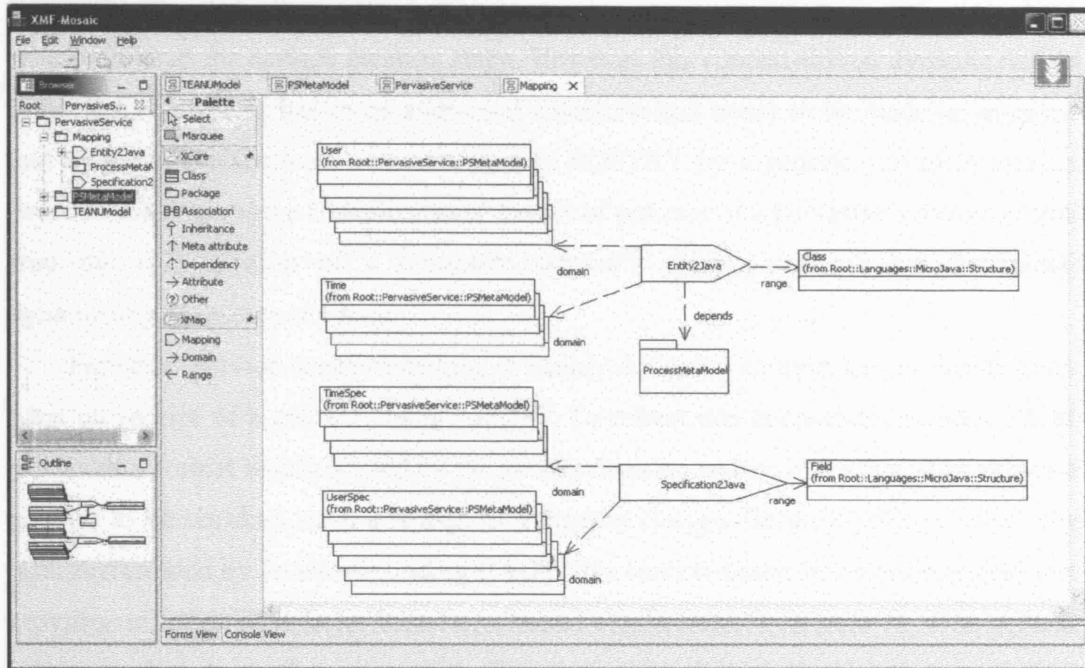 XMF-Mosaic
File Edit Window Help
Browser
Root PervasiveS...
PervasiveService
Mapping
Entity2Java
ProcessMetaM
Specification2
PSMetaModel
TEANUModel
Outline
TEANUModel
PSMetaModel
PervasiveService
Mapping
Palette
Select
Marquee
XCore
Class
Package
Association
Inheritance
Meta attribute
Dependency
Attribute
Other
XMap
Mapping
Domain
Range
User
(from Root::PervasiveService::PSMetaModel)
domain
Entity2Java
range
Class
(from Root::Languages::MicroJava::Structure)
Time
(from Root::PervasiveService::PSMetaModel)
domain
depends
ProcessMetaModel
TimeSpec
(from Root::PervasiveService::PSMetaModel)
domain
Specification2Java
range
Field
(from Root::Languages::MicroJava::Structure)
UserSpec
(from Root::PervasiveService::PSMetaModel)
domain
Forms View Console View